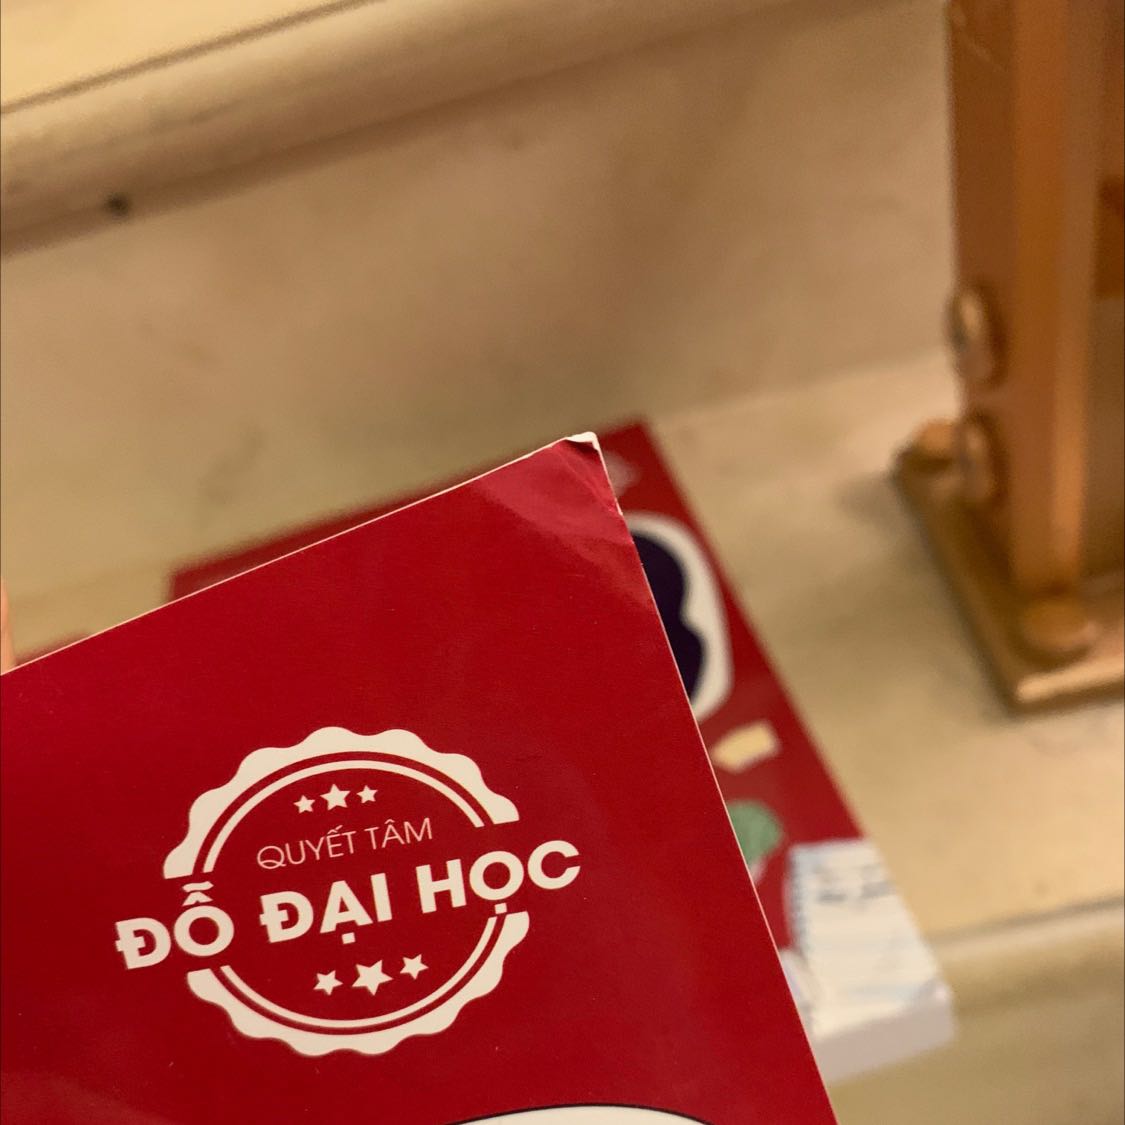 QUYẾT TÂM
ĐỖ ĐẠI HỌC